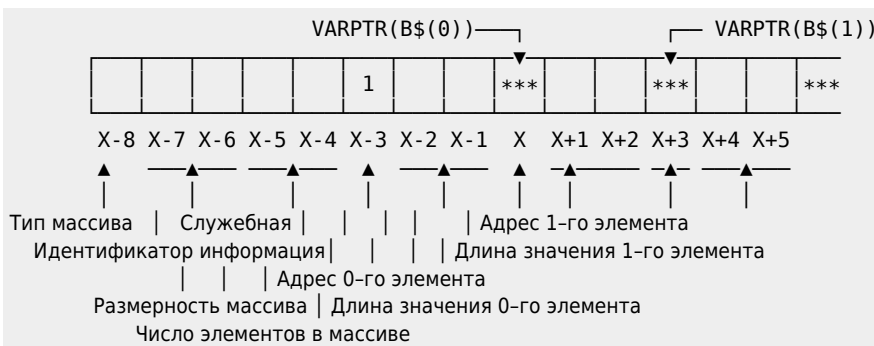 VARPTR(B$(0)) VARPTR(B$(1))
1 *** *** ***
X-8 X-7 X-6 X-5 X-4 X-3 X-2 X-1 X X+1 X+2 X+3 X+4 X+5
Тип массива │ Служебная │ │ │ │ │ Адрес 1–го элемента
Идентификатор информация│ │ │ │ Длина значения 1–го элемента
│ │ │ Адрес 0–го элемента
Размерность массива │ Длина значения 0–го элемента
Число элементов в массиве